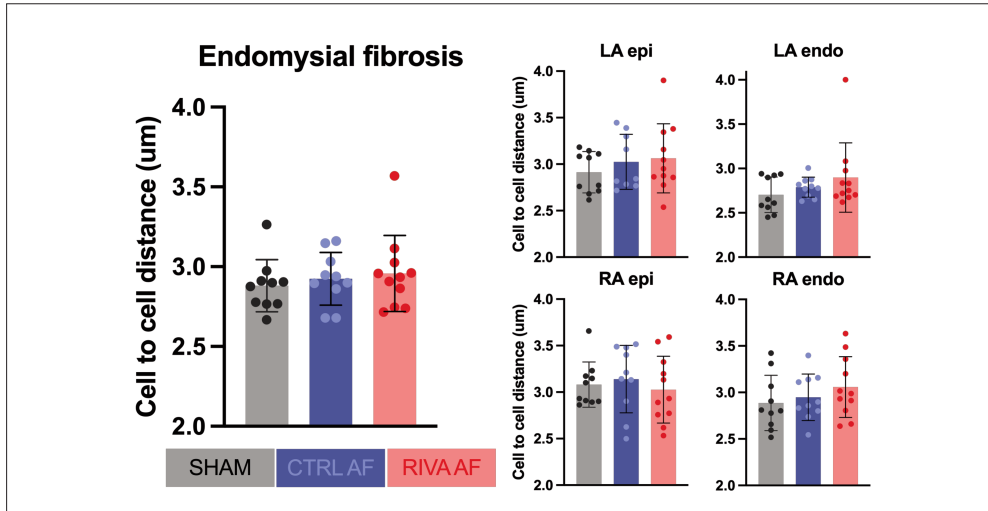 Endomysial fibrosis
Cell to cell distance (um)
4.0
3.5
3.0
2.5
2.0
SHAM
CTRL AF
RIVA AF
LA epi
Cell to cell distance (um)
4.0
3.5
3.0
2.5
2.0
LA endo
4.0
3.5
3.0
2.5
2.0
RA epi
Cell to cell distance (um)
4.0
3.5
3.0
2.5
2.0
RA endo
4.0
3.5
3.0
2.5
2.0